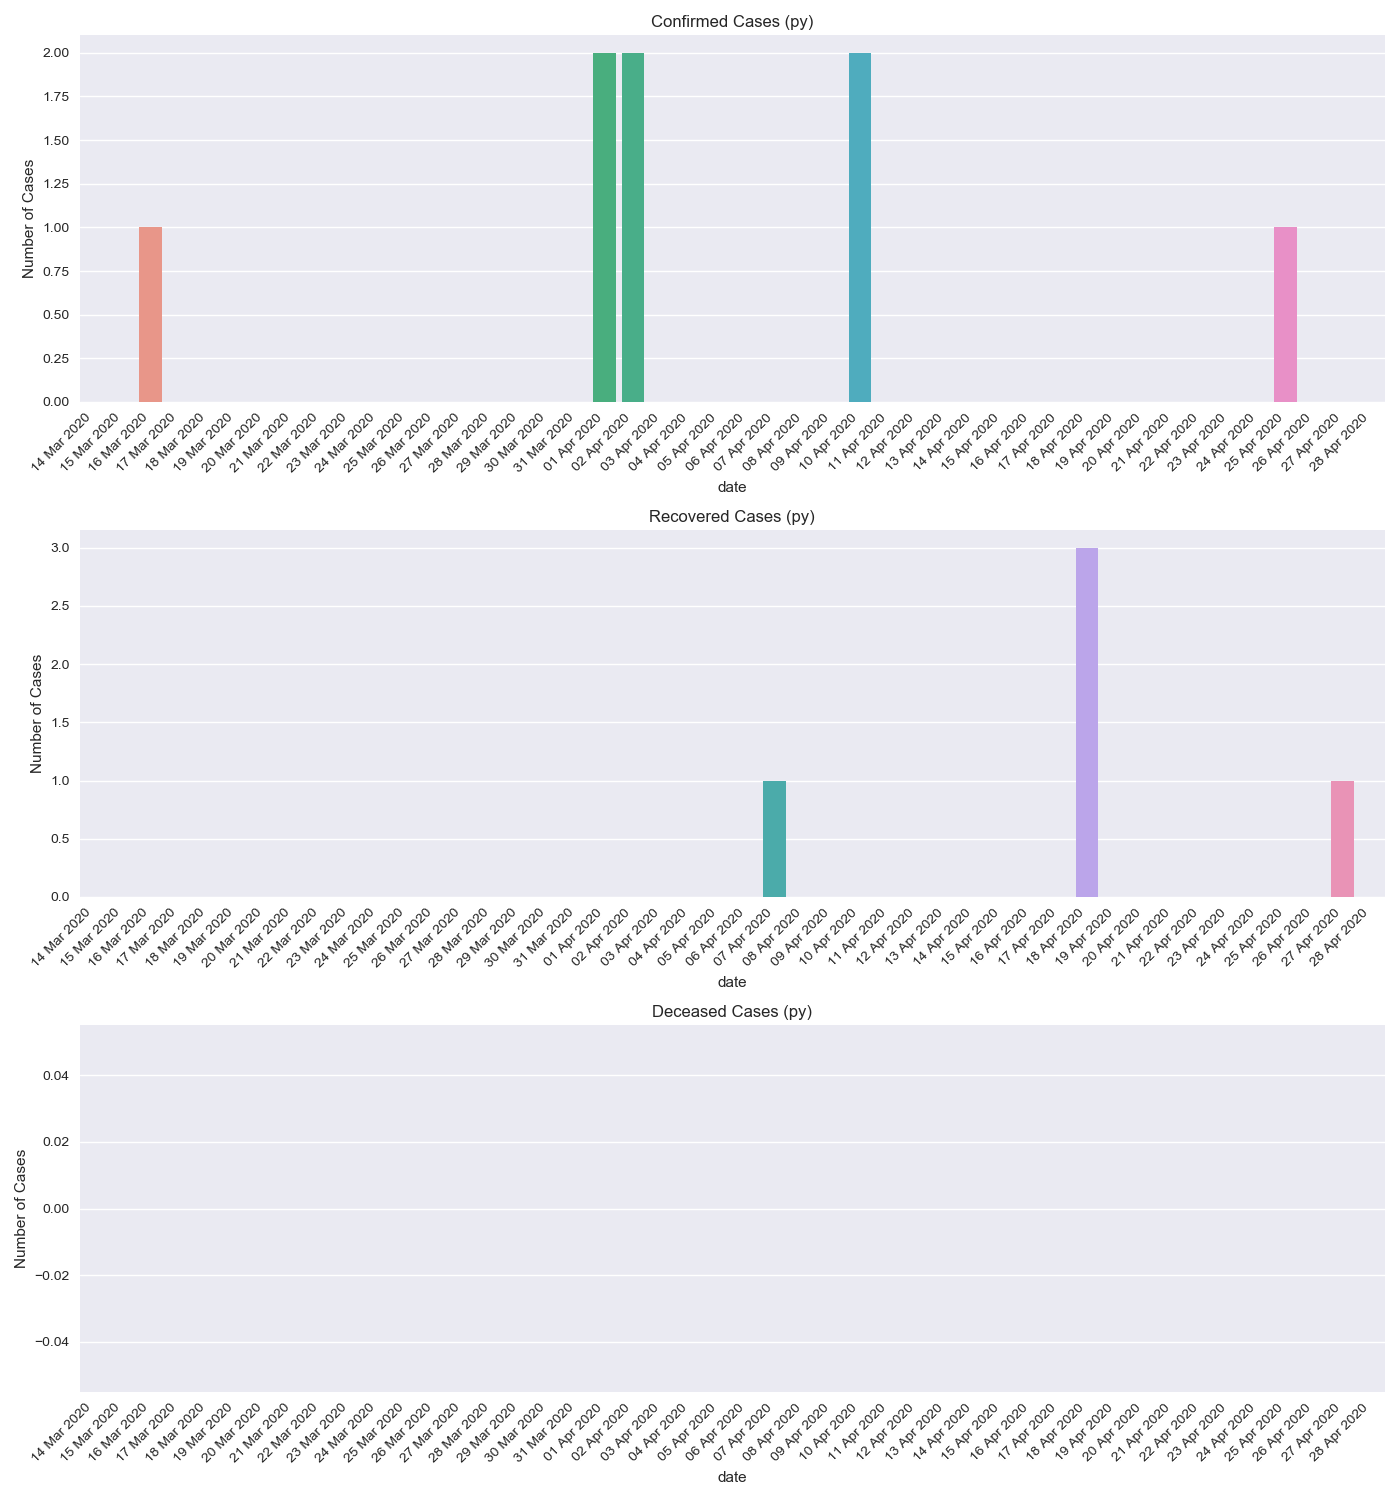 Confirmed Cases (py)
2.00
1.75
1.50
1.25
1.00
0.75
0.50
0.25
0.00
Number of Cases
14 Mar 2020
15 Mar 2020
16 Mar 2020
17 Mar 2020
18 Mar 2020
19 Mar 2020
20 Mar 2020
21 Mar 2020
22 Mar 2020
23 Mar 2020
24 Mar 2020
25 Mar 2020
26 Mar 2020
27 Mar 2020
28 Mar 2020
29 Mar 2020
30 Mar 2020
31 Mar 2020
01 Apr 2020
02 Apr 2020
03 Apr 2020
04 Apr 2020
05 Apr 2020
06 Apr 2020
07 Apr 2020
08 Apr 2020
09 Apr 2020
10 Apr 2020
11 Apr 2020
12 Apr 2020
13 Apr 2020
14 Apr 2020
15 Apr 2020
16 Apr 2020
17 Apr 2020
18 Apr 2020
19 Apr 2020
20 Apr 2020
21 Apr 2020
22 Apr 2020
23 Apr 2020
24 Apr 2020
25 Apr 2020
26 Apr 2020
27 Apr 2020
28 Apr 2020
date
Recovered Cases (py)
3.0
2.5
2.0
1.5
1.0
0.5
0.0
Number of Cases
14 Mar 2020
15 Mar 2020
16 Mar 2020
17 Mar 2020
18 Mar 2020
19 Mar 2020
20 Mar 2020
21 Mar 2020
22 Mar 2020
23 Mar 2020
24 Mar 2020
25 Mar 2020
26 Mar 2020
27 Mar 2020
28 Mar 2020
29 Mar 2020
30 Mar 2020
31 Mar 2020
01 Apr 2020
02 Apr 2020
03 Apr 2020
04 Apr 2020
05 Apr 2020
06 Apr 2020
07 Apr 2020
08 Apr 2020
09 Apr 2020
10 Apr 2020
11 Apr 2020
12 Apr 2020
13 Apr 2020
14 Apr 2020
15 Apr 2020
16 Apr 2020
17 Apr 2020
18 Apr 2020
19 Apr 2020
20 Apr 2020
21 Apr 2020
22 Apr 2020
23 Apr 2020
24 Apr 2020
25 Apr 2020
26 Apr 2020
27 Apr 2020
28 Apr 2020
date
Deceased Cases (py)
0.04
0.02
0.00
−0.02
−0.04
Number of Cases
14 Mar 2020
15 Mar 2020
16 Mar 2020
17 Mar 2020
18 Mar 2020
19 Mar 2020
20 Mar 2020
21 Mar 2020
22 Mar 2020
23 Mar 2020
24 Mar 2020
25 Mar 2020
26 Mar 2020
27 Mar 2020
28 Mar 2020
29 Mar 2020
30 Mar 2020
31 Mar 2020
01 Apr 2020
02 Apr 2020
03 Apr 2020
04 Apr 2020
05 Apr 2020
06 Apr 2020
07 Apr 2020
08 Apr 2020
09 Apr 2020
10 Apr 2020
11 Apr 2020
12 Apr 2020
13 Apr 2020
14 Apr 2020
15 Apr 2020
16 Apr 2020
17 Apr 2020
18 Apr 2020
19 Apr 2020
20 Apr 2020
21 Apr 2020
22 Apr 2020
23 Apr 2020
24 Apr 2020
25 Apr 2020
26 Apr 2020
27 Apr 2020
28 Apr 2020
date